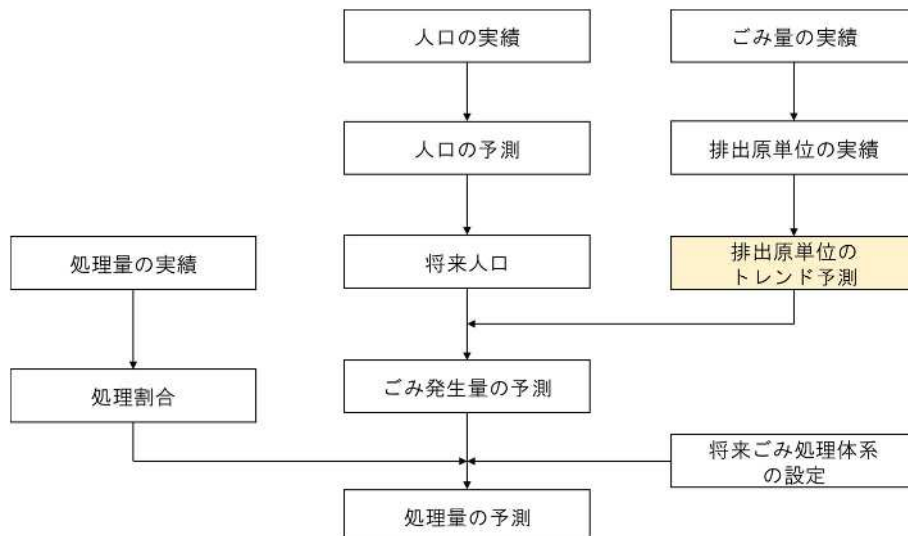 人口の実績
ごみ量の実績
人口の予測
排出原単位の実績
処理量の実績
将来人口
排出原単位の
トレンド予測
処理割合
ごみ発生量の予測
将来ごみ処理体系
の設定
処理量の予測